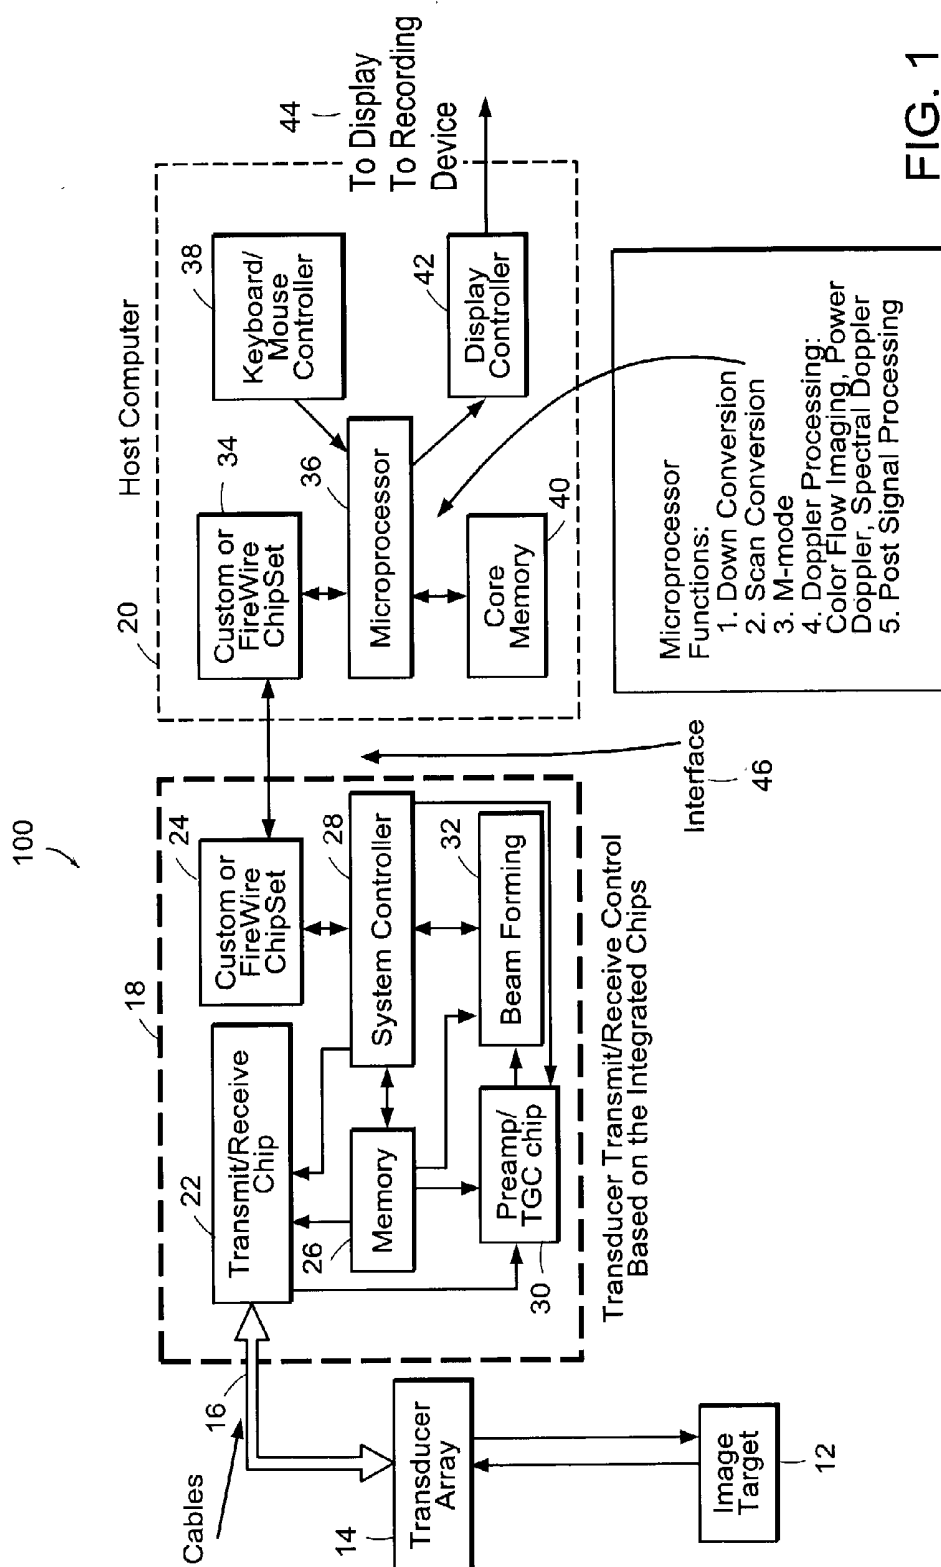 100
Cables
16
14
Transducer
Array
Image
Target
12
18
22
Transmit/Receive
Chip
24
Custom or
FireWire
ChipSet
26
Memory
28
System Controller
30
Preamp/
TGC chip
32
Beam Forming
Transducer Transmit/Receive Control
Based on the Integrated Chips
Interface
46
20
Host Computer
34
Custom or
FireWire
ChipSet
38
Keyboard/
Mouse
Controller
36
Microprocessor
40
Core
Memory
42
Display
Controller
44
To Display
To Recording
Device
Microprocessor
Functions:
1. Down Conversion
2. Scan Conversion
3. M-mode
4. Doppler Processing:
Color Flow Imaging, Power
Doppler, Spectral Doppler
5. Post Signal Processing
FIG. 1